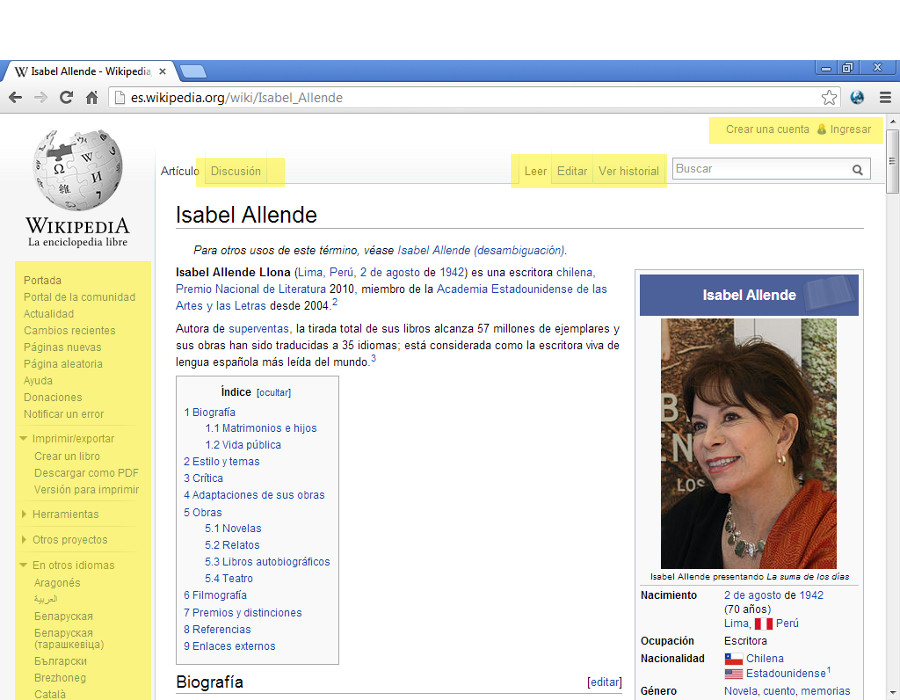 Isabel Allende - Wikipedia,
es.wikipedia.org/wiki/Isabel_Allende
Crear una cuenta Ingresar
Artículo Discusión Leer Editar Ver historial Buscar
WIKIPEDIA
La enciclopedia libre
Portada
Portal de la comunidad
Actualidad
Cambios recientes
Páginas nuevas
Página aleatoria
Ayuda
Donaciones
Notificar un error
Imprimir/exportar
Crear un libro
Descargar como PDF
Versión para imprimir
Herramientas
Otros proyectos
En otros idiomas
Aragonés
العربية
Беларуская
Беларуская
(тарашкевіца)
Български
Brezhoneg
Català
Isabel Allende
Para otros usos de este término, véase Isabel Allende (desambiguación).
Isabel Allende Llona (Lima, Perú, 2 de agosto de 1942) es una escritora chilena,
Premio Nacional de Literatura 2010, miembro de la Academia Estadounidense de las
Artes y las Letras desde 2004.2
Autora de superventas, la tirada total de sus libros alcanza 57 millones de ejemplares y
sus obras han sido traducidas a 35 idiomas; está considerada como la escritora viva de
lengua española más leída del mundo.3
Índice [ocultar]
1 Biografía
1.1 Matrimonios e hijos
1.2 Vida pública
2 Estilo y temas
3 Crítica
4 Adaptaciones de sus obras
5 Obras
5.1 Novelas
5.2 Relatos
5.3 Libros autobiográficos
5.4 Teatro
6 Filmografía
7 Premios y distinciones
8 Referencias
9 Enlaces externos
Biografía [editar]
Isabel Allende
LOS
Isabel Allende presentando La suma de los días
Nacimiento 2 de agosto de 1942
(70 años)
Lima, Perú
Ocupación Escritora
Nacionalidad Chilena
Estadounidense1
Género Novela, cuento, memorias